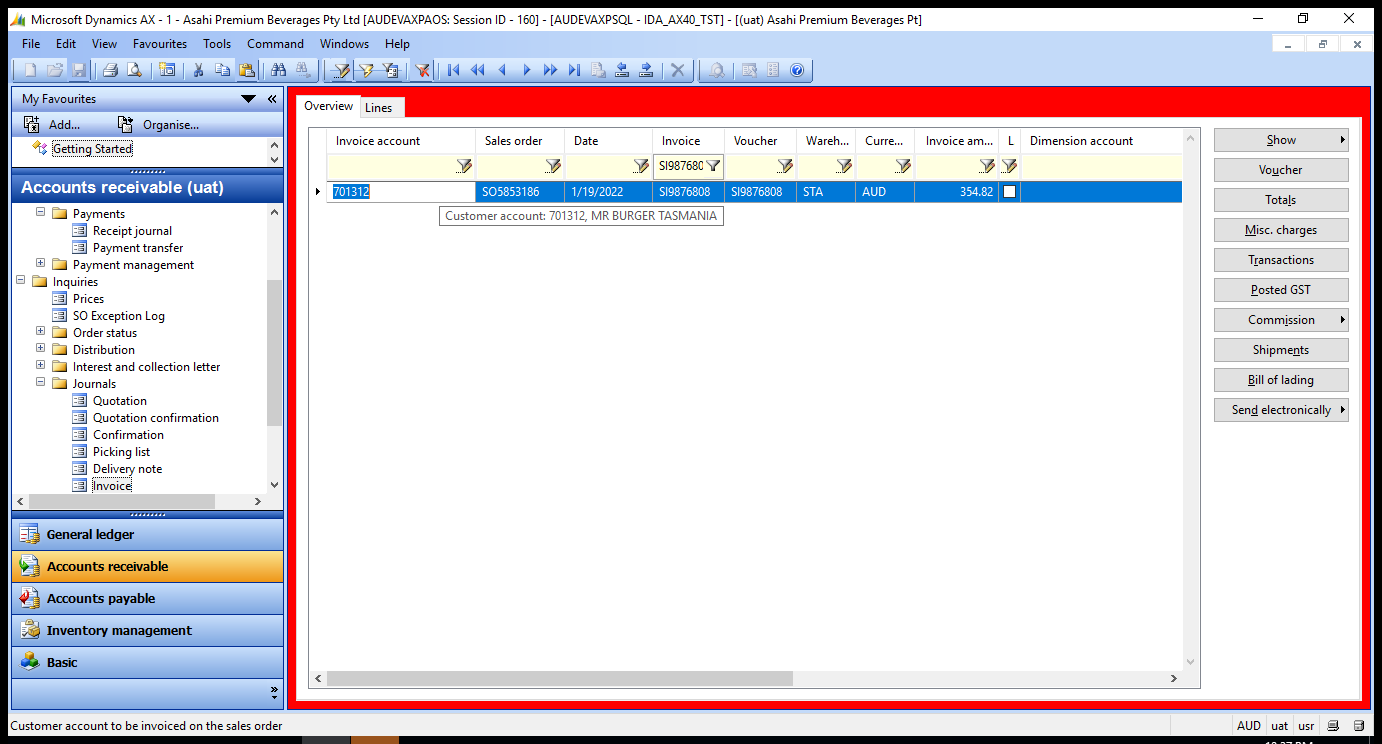 Microsoft Dynamics AX - 1 - Asahi Premium Beverages Pty Ltd [AUDEVAXPAOS: Session ID - 160] - [AUDEVAXPSQL - IDA_AX40_TST] - [(uat) Asahi Premium Beverages Pt]
File Edit View Favourites Tools Command Windows Help
My Favourites
Add... Organise...
Getting Started
Accounts receivable (uat)
Payments
Receipt journal
Payment transfer
Payment management
Inquiries
Prices
SO Exception Log
Order status
Distribution
Interest and collection letter
Journals
Quotation
Quotation confirmation
Confirmation
Picking list
Delivery note
Invoice
General ledger
Accounts receivable
Accounts payable
Inventory management
Basic
Overview Lines
Invoice account Sales order Date Invoice Voucher Wareh... Curre... Invoice am... L Dimension account
SI987680
701312 SO5853186 1/19/2022 SI9876808 SI9876808 STA AUD 354.82
Customer account: 701312, MR BURGER TASMANIA
Show
Voucher
Totals
Misc. charges
Transactions
Posted GST
Commission
Shipments
Bill of lading
Send electronically
Customer account to be invoiced on the sales order
AUD uat usr